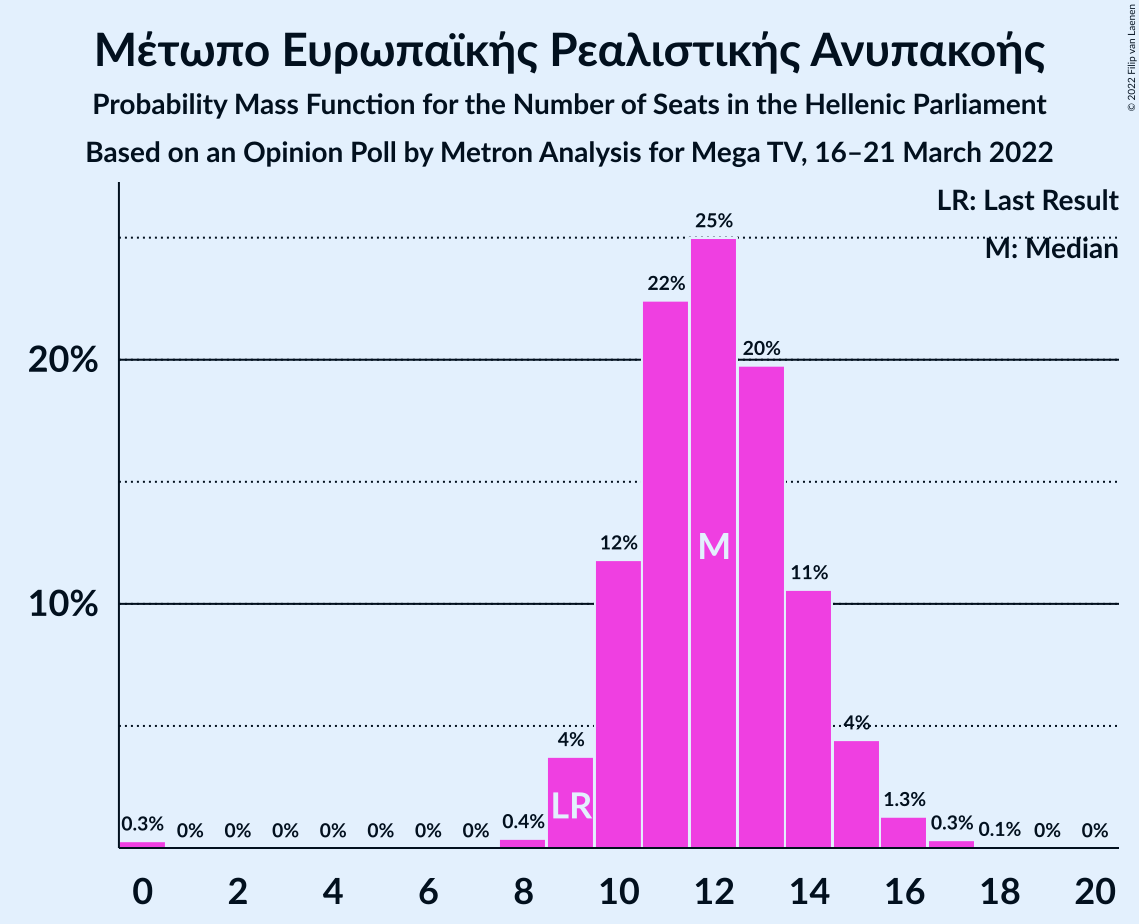 Μέτωπο Ευρωπαϊκής Ρεαλιστικής Ανυπακοής
Probability Mass Function for the Number of Seats in the Hellenic Parliament
Based on an Opinion Poll by Metron Analysis for Mega TV, 16–21 March 2022
© 2022 Filip van Laenen
LR: Last Result
M: Median
25%
22%
20%
20%
12%
M
11%
10%
4%
4%
LR
1.3%
0.3% 0% 0% 0% 0% 0% 0% 0% 0.4% 0.3% 0.1% 0% 0%
0 2 4 6 8 10 12 14 16 18 20